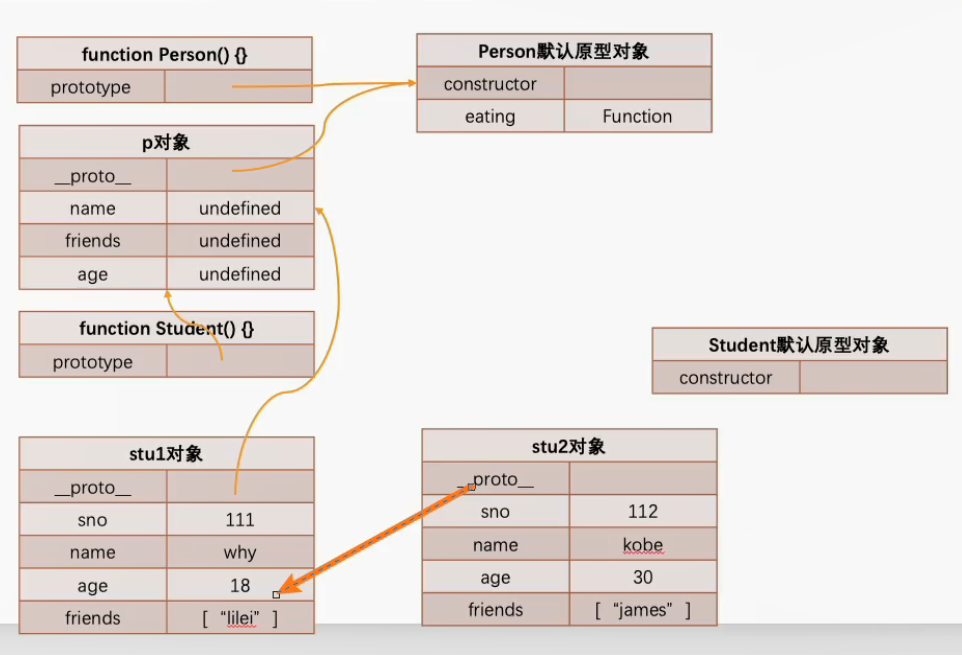 function Person() {}
prototype
Person默认原型对象
constructor
eating Function
p对象
__proto__
name undefined
friends undefined
age undefined
function Student() {}
prototype
Student默认原型对象
constructor
stu1对象
__proto__
sno 111
name why
age 18
friends [ “lilei” ]
stu2对象
__proto__
sno 112
name kobe
age 30
friends [ “james” ]